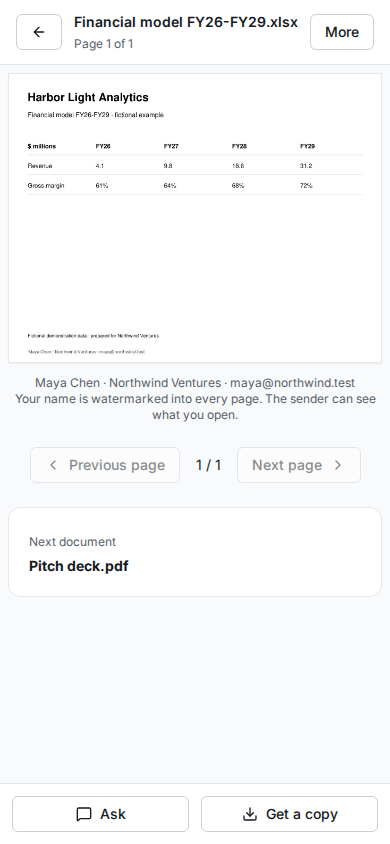 Financial model FY26-FY29.xlsx
Page 1 of 1
More
Harbor Light Analytics
Financial model FY26-FY29 - fictional example
$ millions FY26 FY27 FY28 FY29
Revenue 4.1 9.8 18.6 31.2
Gross margin 61% 64% 68% 72%
Fictional demonstration data - prepared for Northwind Ventures
Maya Chen · Northwind Ventures · maya@northwind.test
Maya Chen · Northwind Ventures · maya@northwind.test
Your name is watermarked into every page. The sender can see
what you open.
Previous page
1 / 1
Next page
Next document
Pitch deck.pdf
Ask
Get a copy